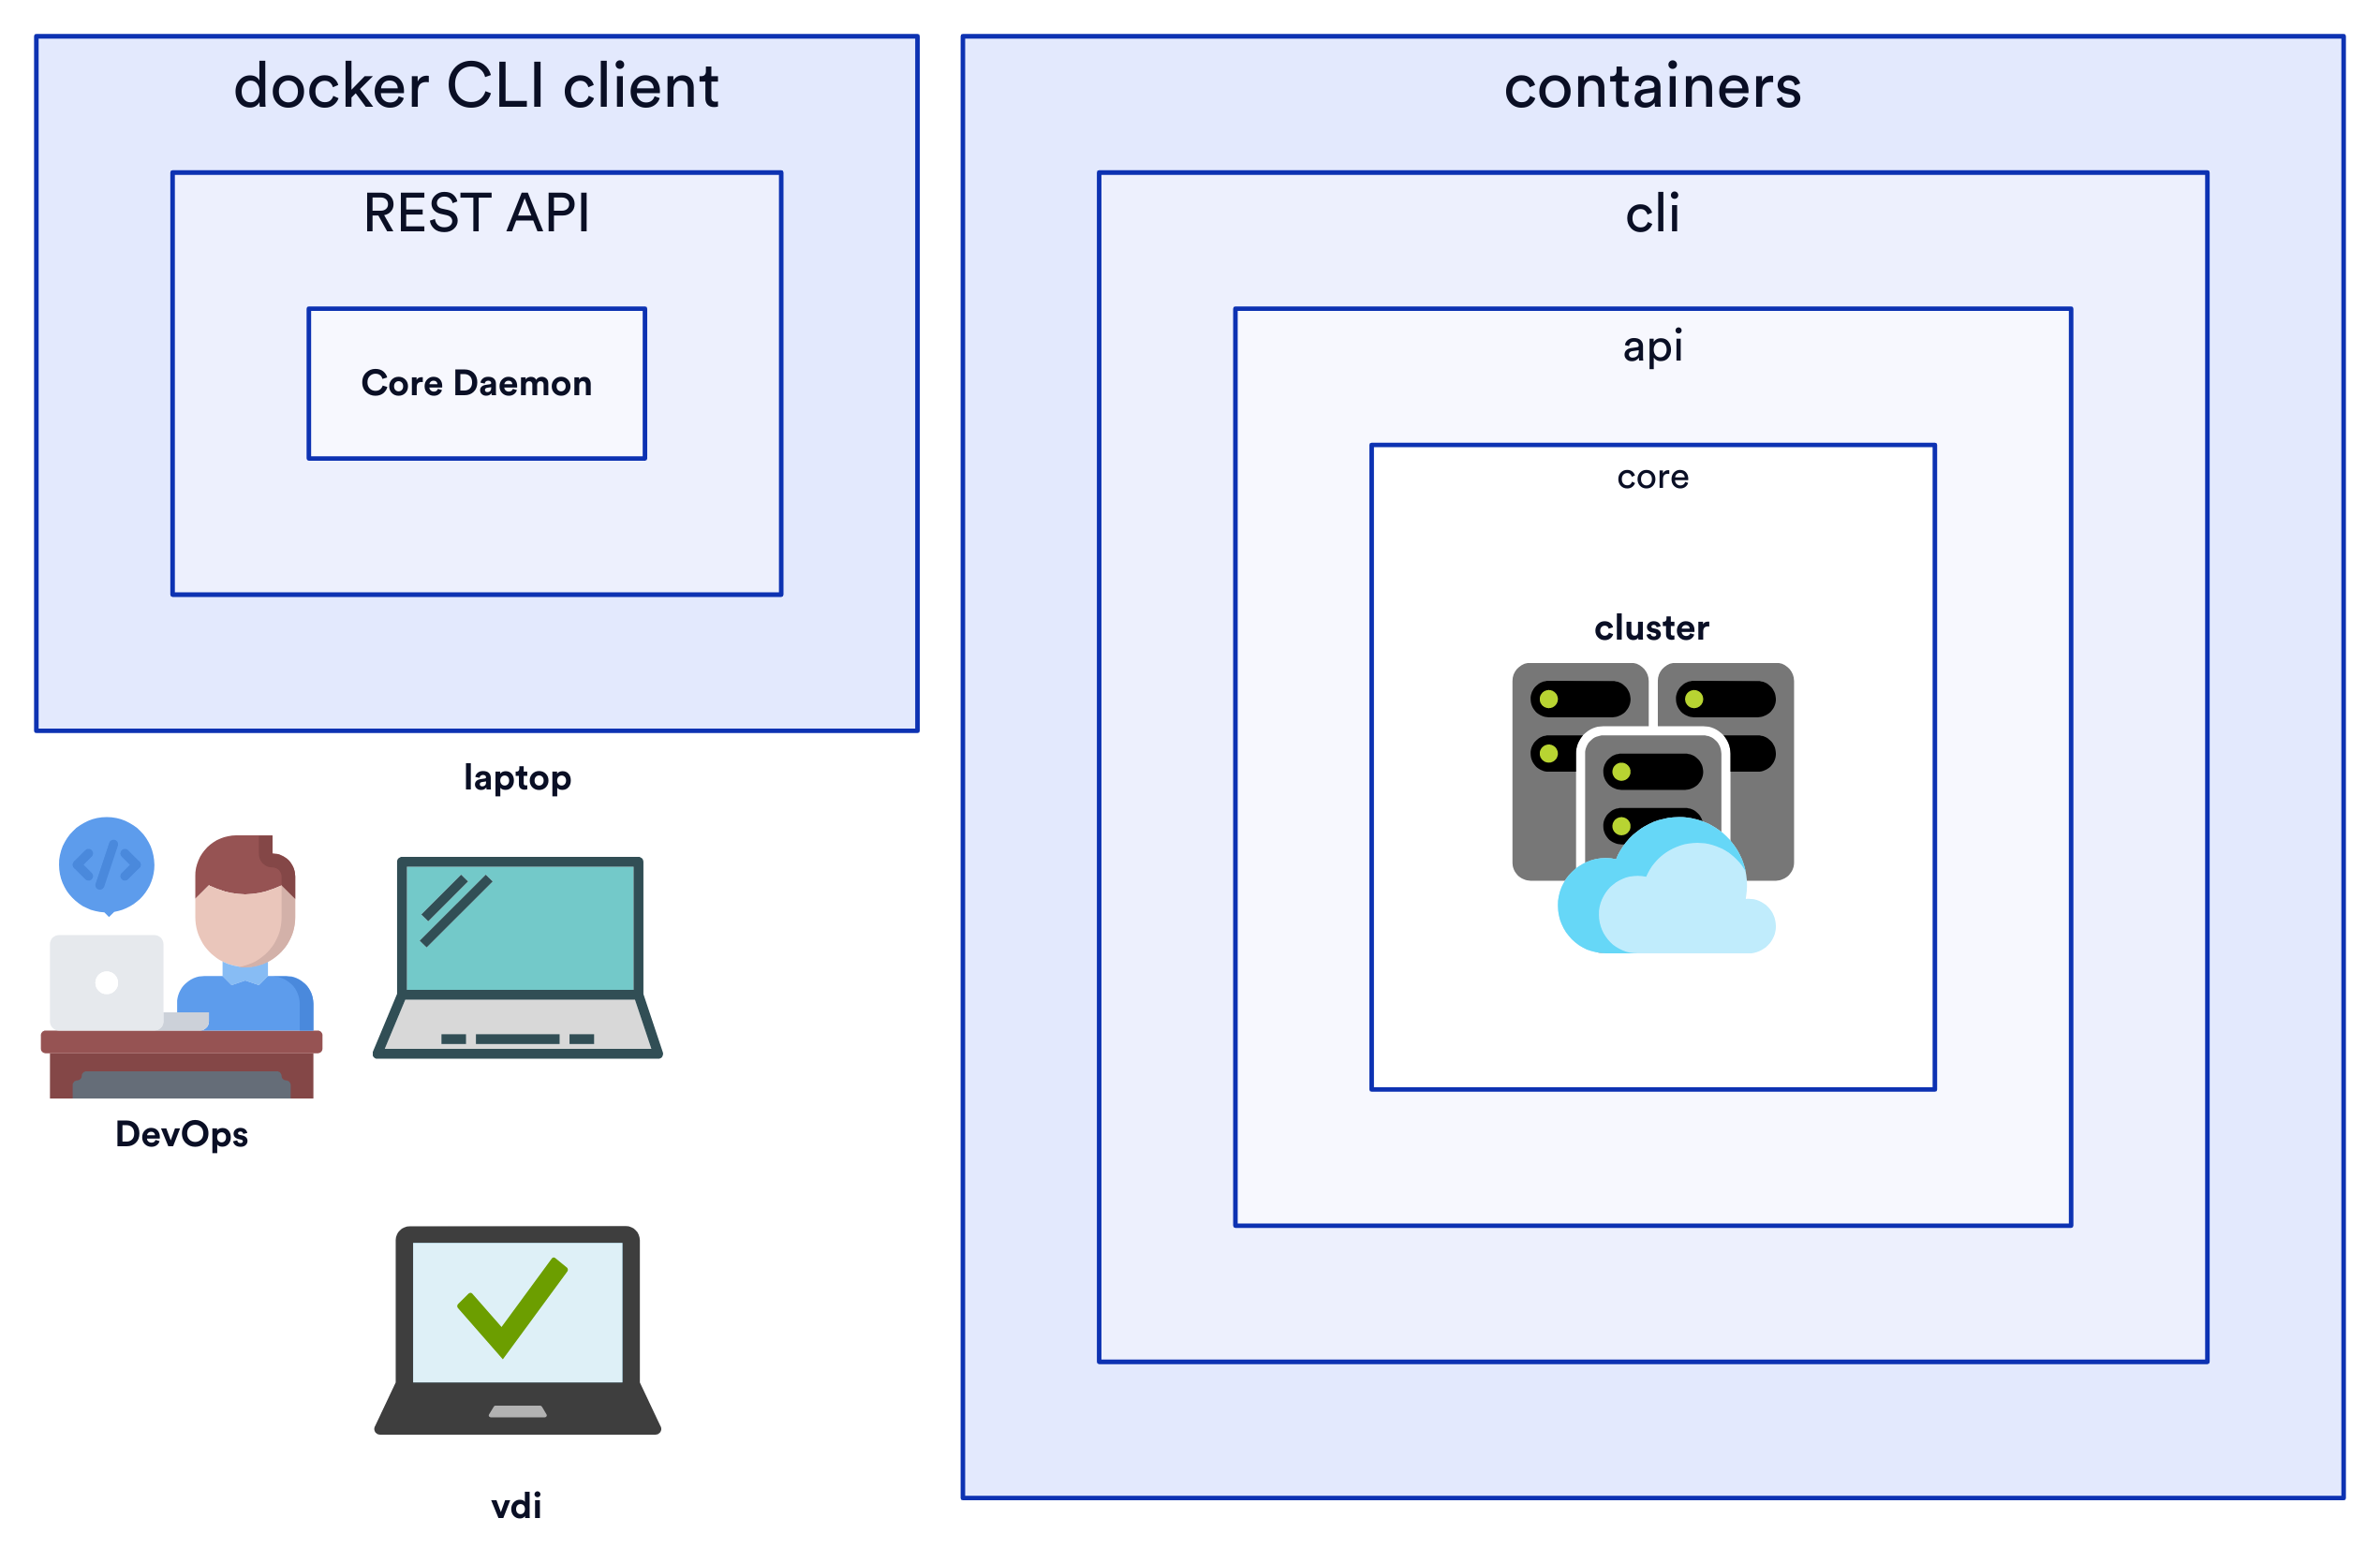 docker CLI client
REST API
Core Daemon
laptop
DevOps
vdi
containers
cli
api
core
cluster